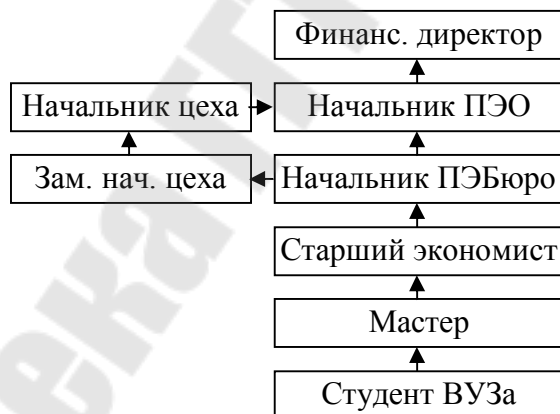 Финанс. директор
Начальник цеха
Начальник ПЭО
Зам. нач. цеха
Начальник ПЭБюро
Старший экономист
Мастер
Студент ВУЗа